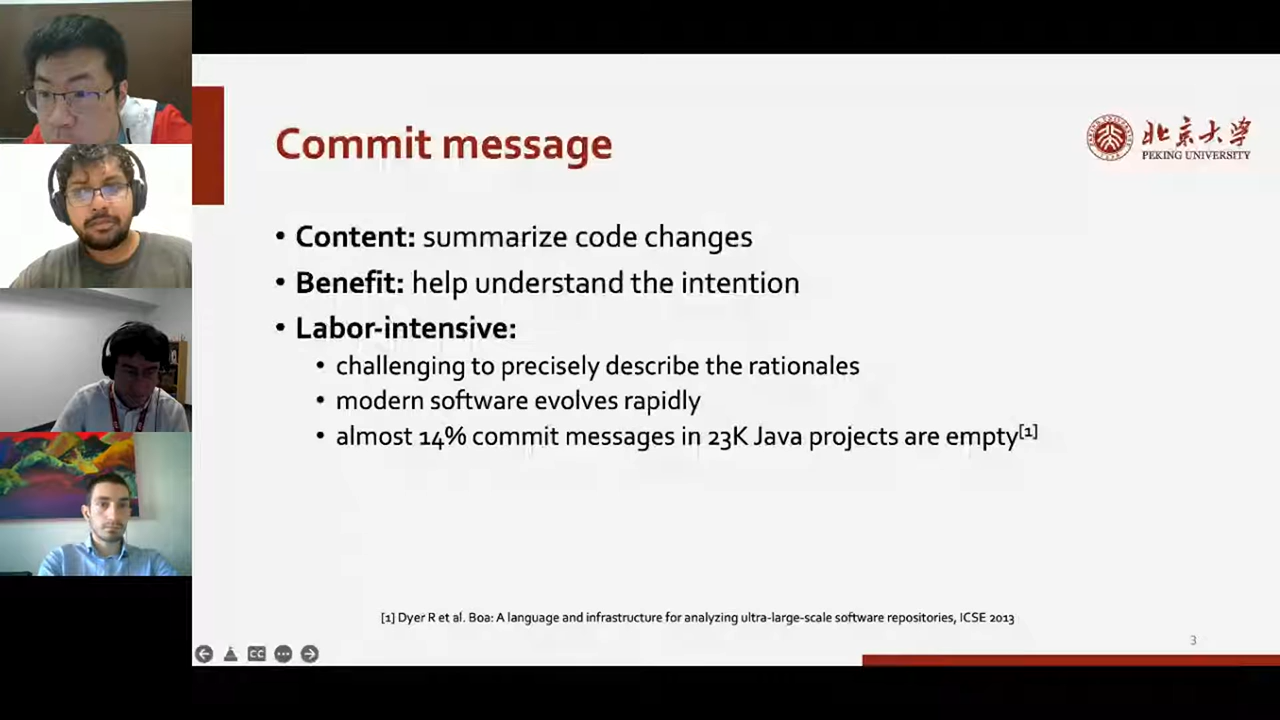 Commit message
北京大学
PEKING UNIVERSITY
• Content: summarize code changes
• Benefit: help understand the intention
• Labor-intensive:
• challenging to precisely describe the rationales
• modern software evolves rapidly
• almost 14% commit messages in 23K Java projects are empty[1]
[1] Dyer R et al. Boa: A language and infrastructure for analyzing ultra-large-scale software repositories, ICSE 2013
3
CC